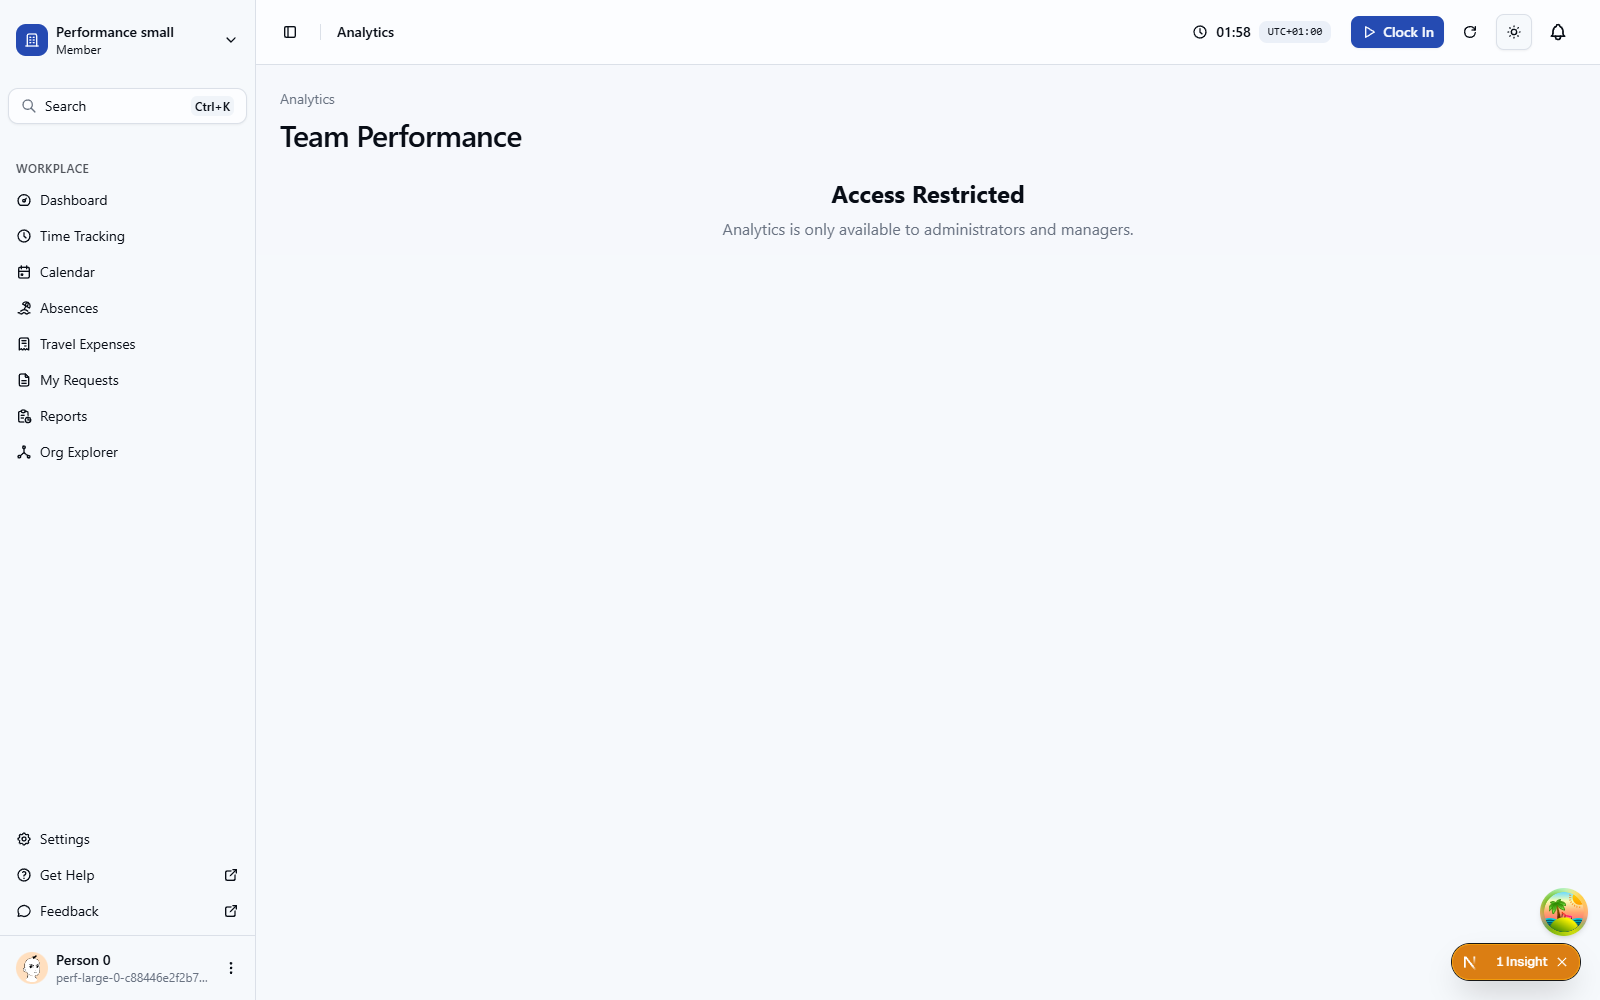 Performance small
Member
Search
Ctrl+K
WORKPLACE
Dashboard
Time Tracking
Calendar
Absences
Travel Expenses
My Requests
Reports
Org Explorer
Settings
Get Help
Feedback
Person 0
perf-large-0-c88446e2f2b7...
Analytics
01:58
UTC+01:00
Clock In
Analytics
Team Performance
Access Restricted
Analytics is only available to administrators and managers.
1 Insight